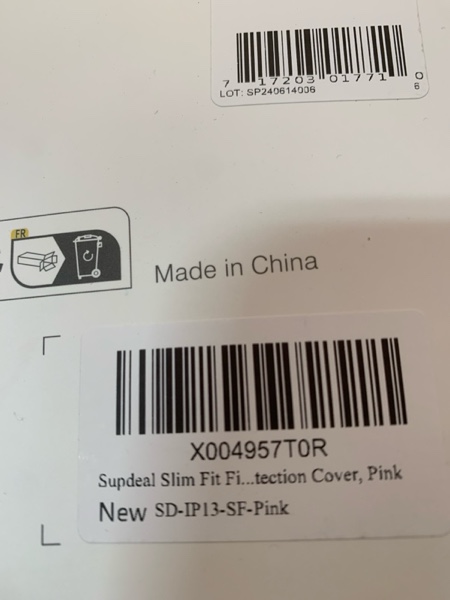 7 17203 01771 0
LOT: SP240614006
6
FR
Made in China
X004957T0R
Supdeal Slim Fit Fi...tection Cover, Pink
New SD-IP13-SF-Pink